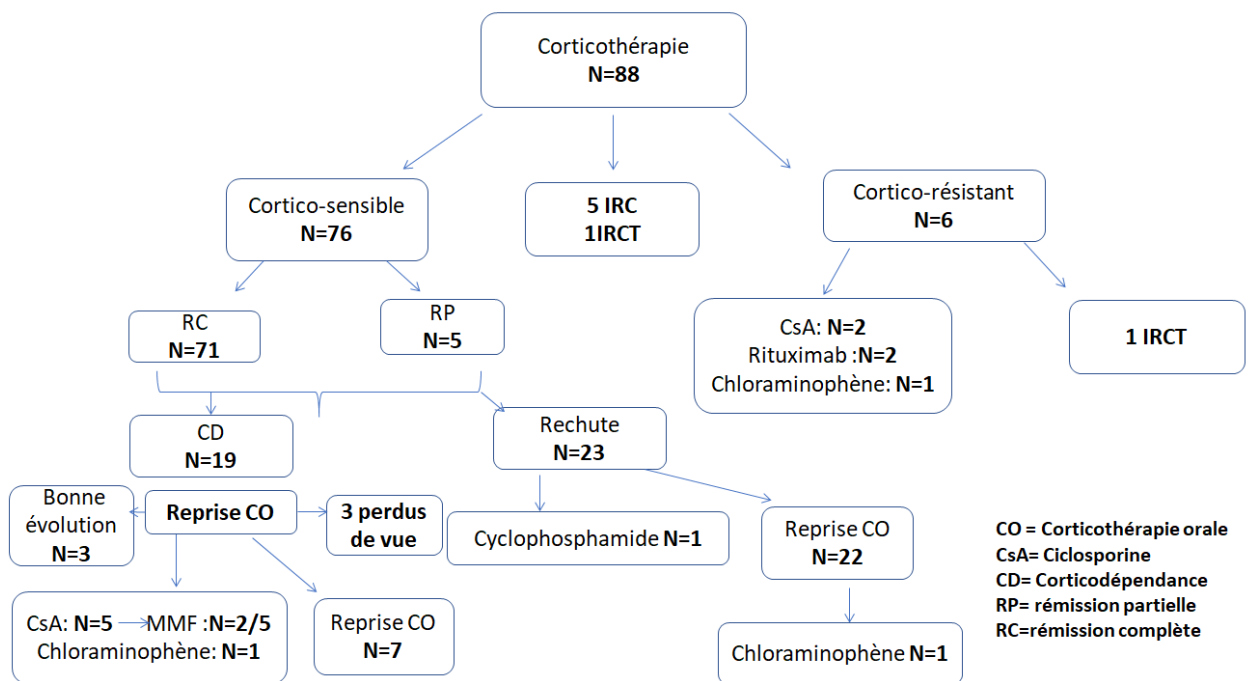 Corticothérapie
N=88
Cortico-sensible
N=76
5 IRC
1IRCT
Cortico-résistant
N=6
RC
N=71
RP
N=5
CsA: N=2
Rituximab :N=2
Chloraminophène: N=1
1 IRCT
CD
N=19
Rechute
N=23
Bonne
évolution
N=3
Reprise CO
3 perdus
de vue
Cyclophosphamide N=1
Reprise CO
N=22
CsA: N=5 → MMF :N=2/5
Chloraminophène: N=1
Reprise CO
N=7
Chloraminophène N=1
CO = Corticothérapie orale
CsA= Ciclosporine
CD= Corticodépendance
RP= rémission partielle
RC=rémission complète